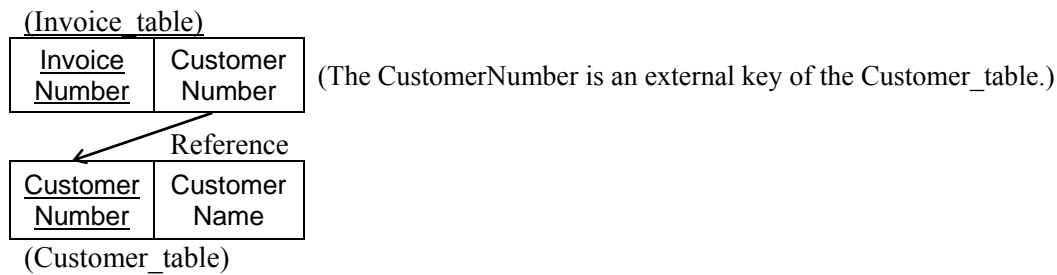 (Invoice_table)
Invoice Number
Customer Number
(The CustomerNumber is an external key of the Customer_table.)
Reference
Customer Number
Customer Name
(Customer_table)